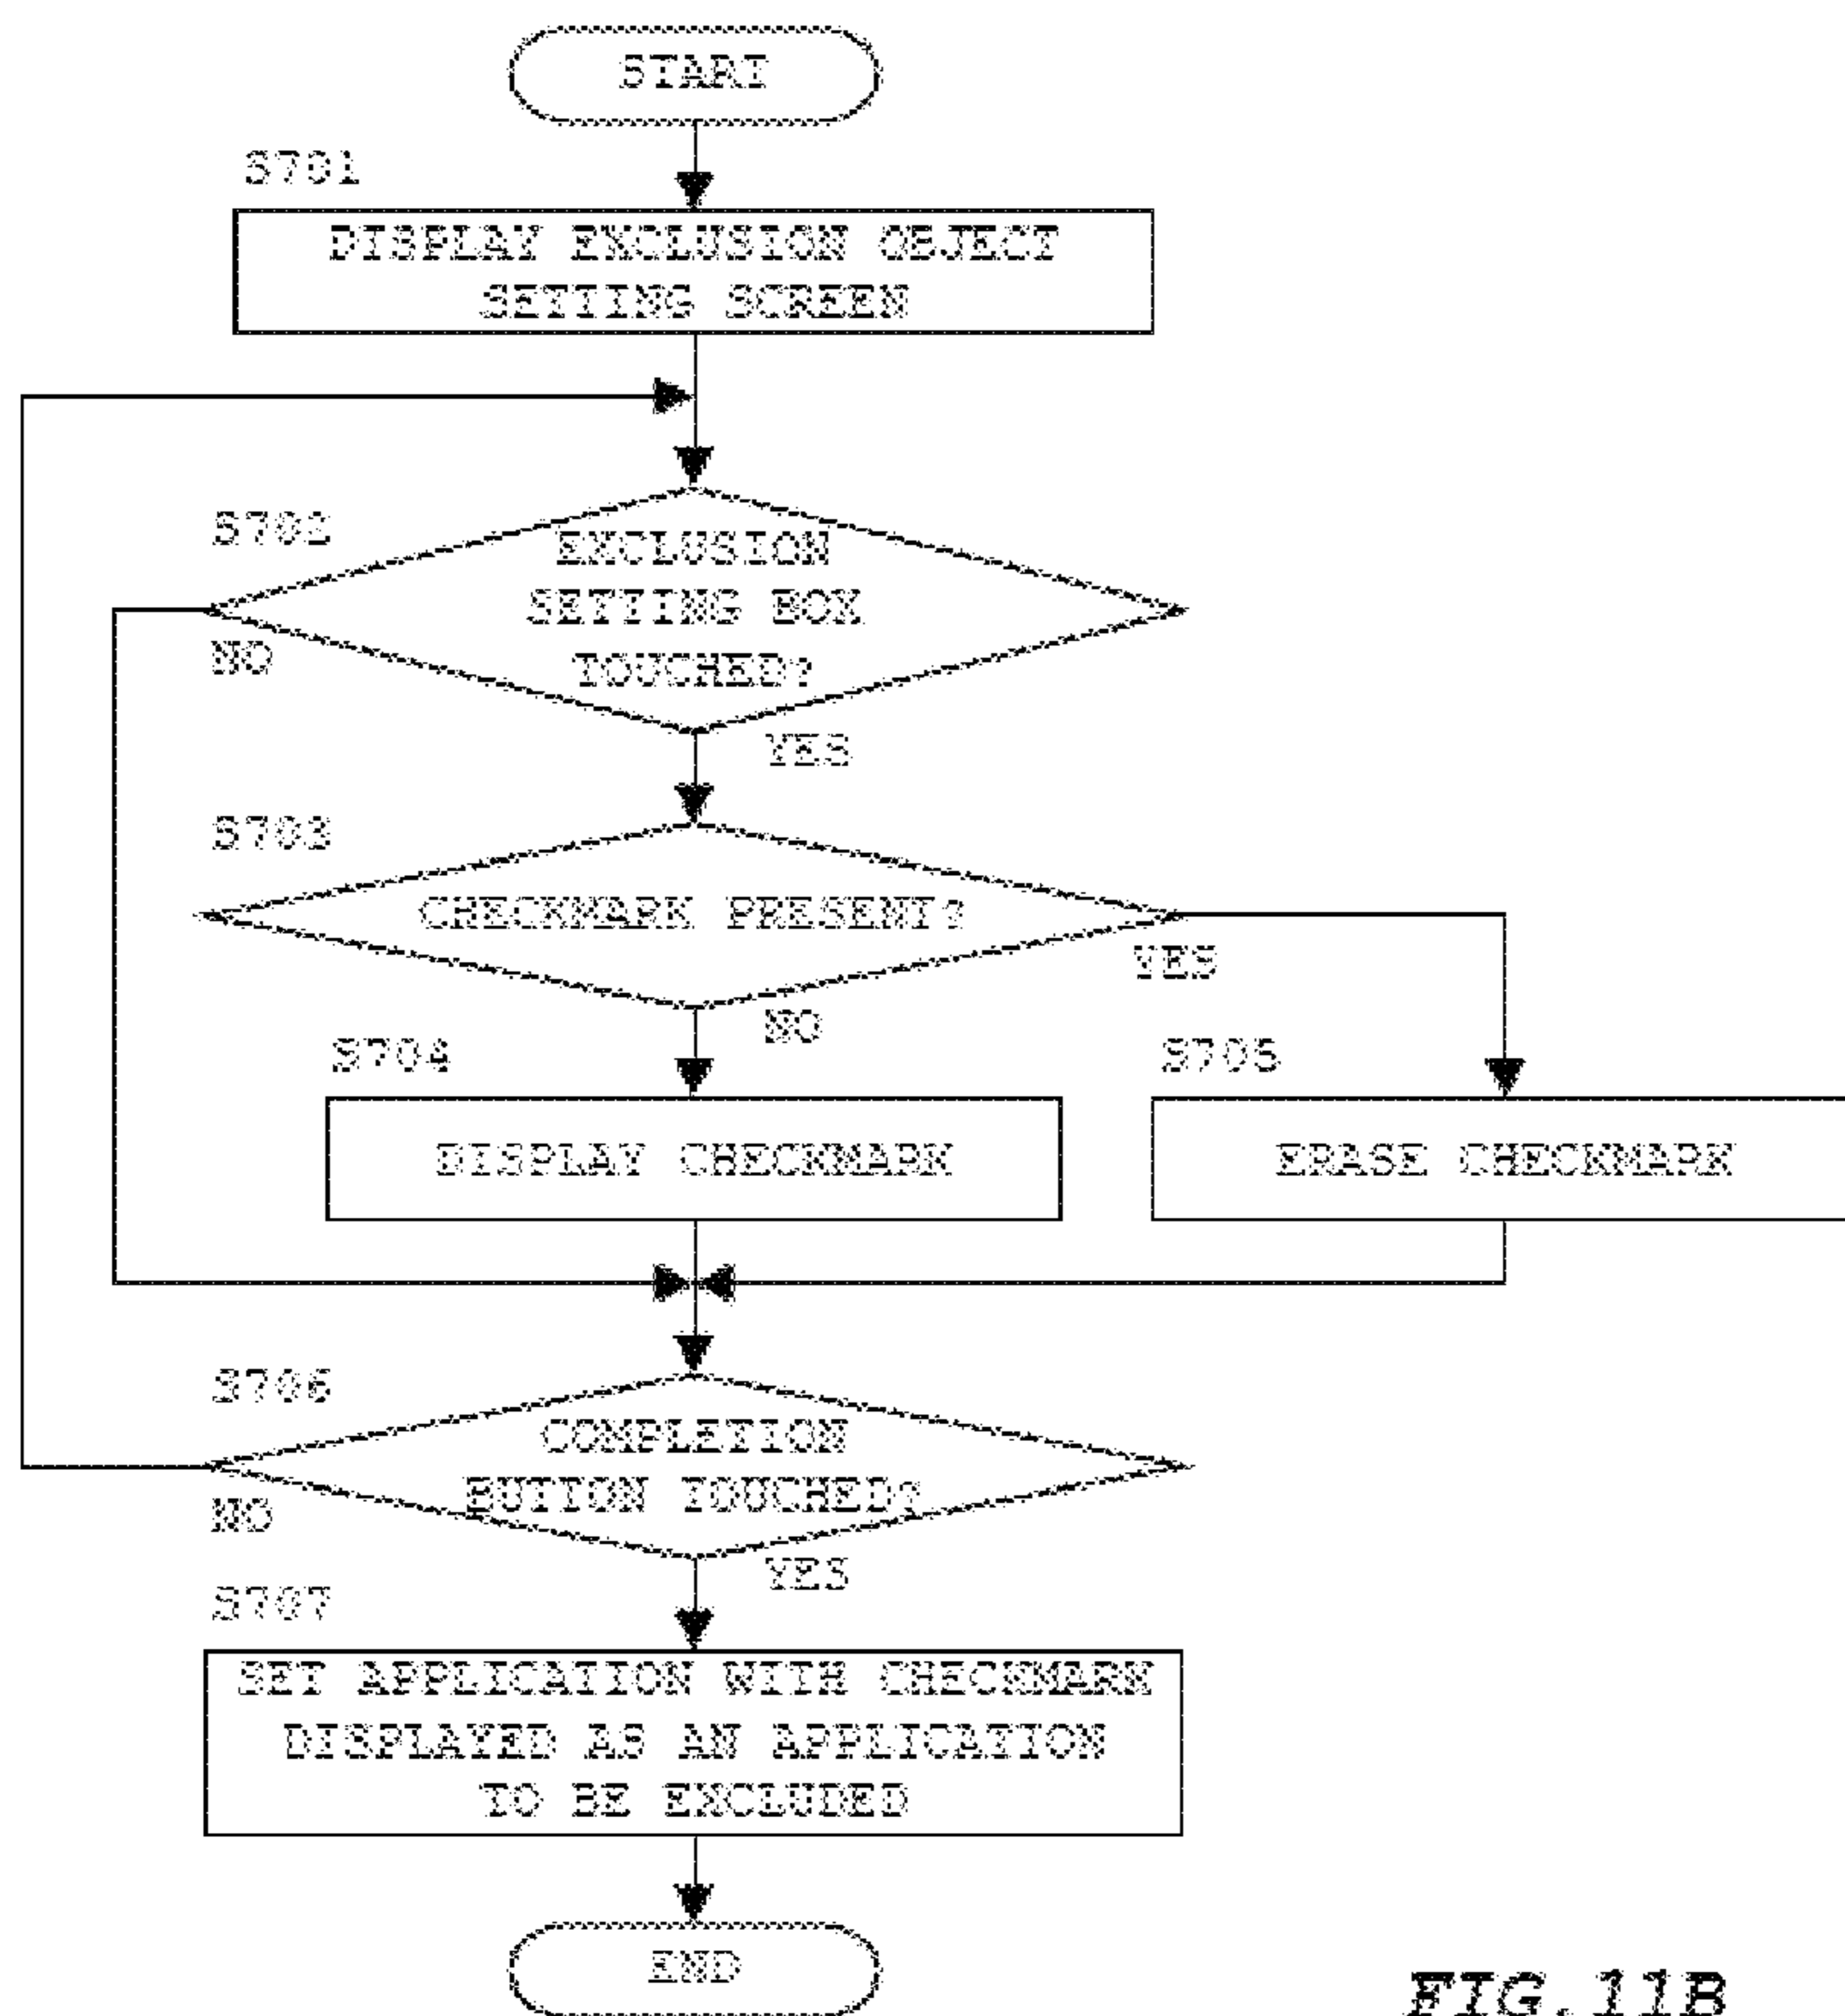 START
S701
DISPLAY EXCLUSION OBJECT
SETTING SCREEN
S702
EXCLUSION
SETTING BOX
TOUCHED?
NO
YES
S703
CHECKMARK PRESENT?
YES
NO
S704
S705
DISPLAY CHECKMARK
ERASE CHECKMARK
S706
COMPLETION
BUTTON TOUCHED?
NO
YES
S707
SET APPLICATION WITH CHECKMARK
DISPLAYED AS AN APPLICATION
TO BE EXCLUDED
END
FIG.11B